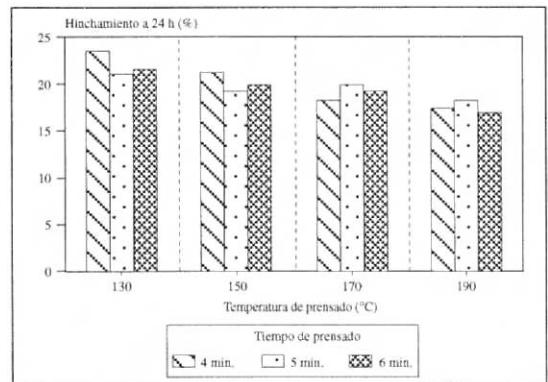 Hinchamiento a 24 h (%)
25
20
15
10
5
0
130 150 170 190
Temperatura de prensado (°C)
Tiempo de prensado
4 min. 5 min. 6 min.